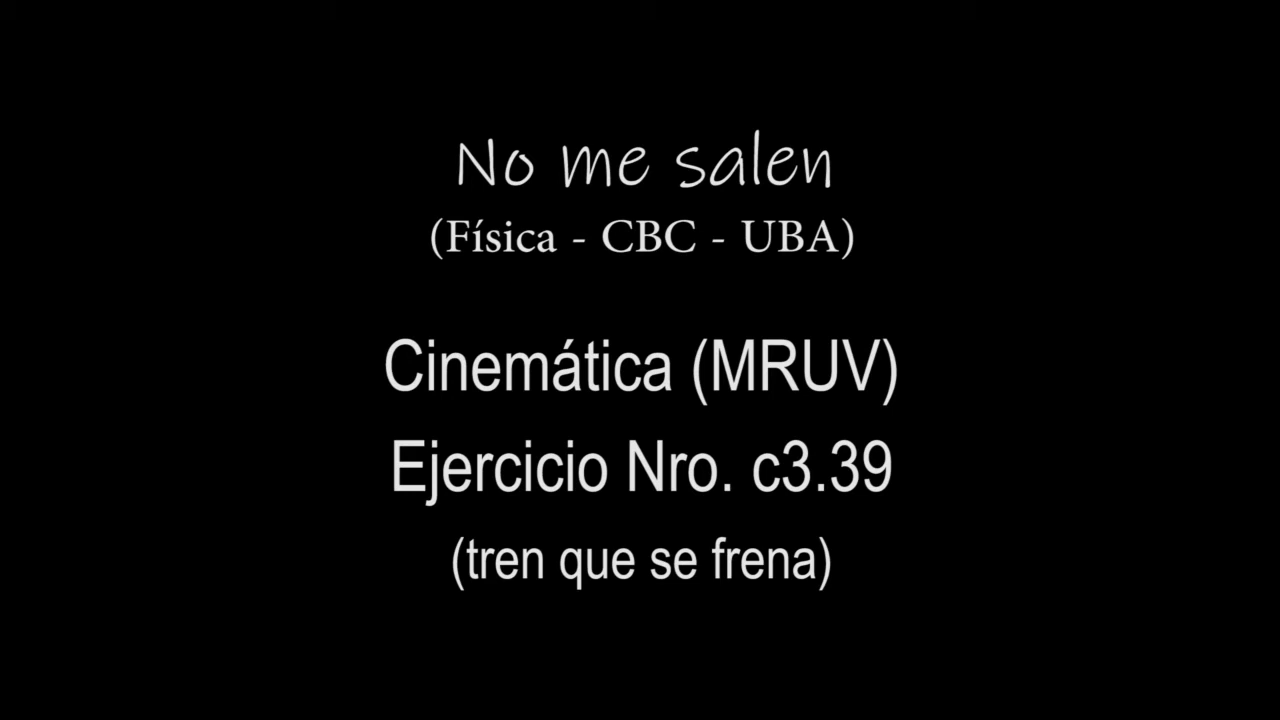 No me salen
(Física - CBC - UBA)
Cinemática (MRUV)
Ejercicio Nro. c3.39
(tren que se frena)